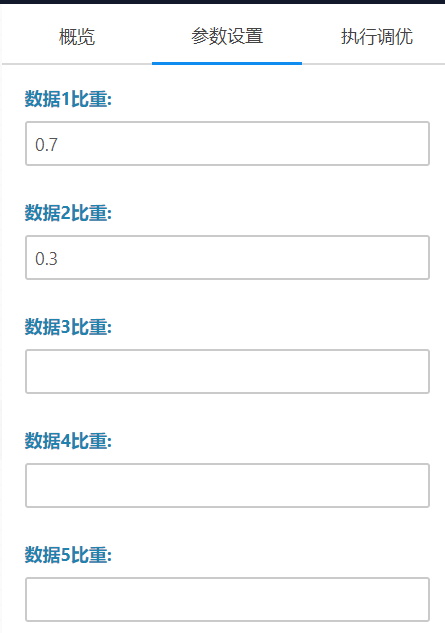 概览 参数设置 执行调优
数据1比重:
0.7
数据2比重:
0.3
数据3比重:
数据4比重:
数据5比重: